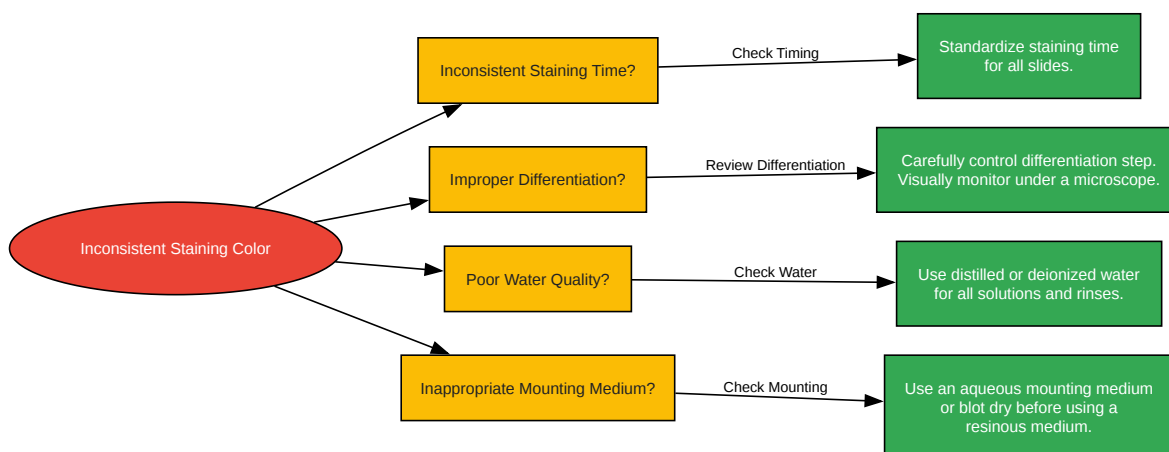 Inconsistent Staining Color
Inconsistent Staining Time?
Check Timing
Standardize staining time
for all slides.
Improper Differentiation?
Review Differentiation
Carefully control differentiation step.
Visually monitor under a microscope.
Poor Water Quality?
Check Water
Use distilled or deionized water
for all solutions and rinses.
Inappropriate Mounting Medium?
Check Mounting
Use an aqueous mounting medium
or blot dry before using a
resinous medium.